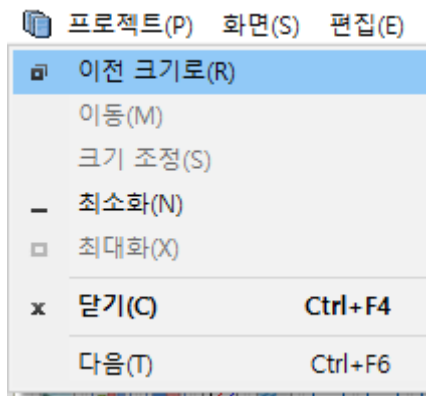 프로젝트(P) 화면(S) 편집(E)
이전 크기로(R)
이동(M)
크기 조정(S)
최소화(N)
최대화(X)
닫기(C) Ctrl+F4
다음(T) Ctrl+F6